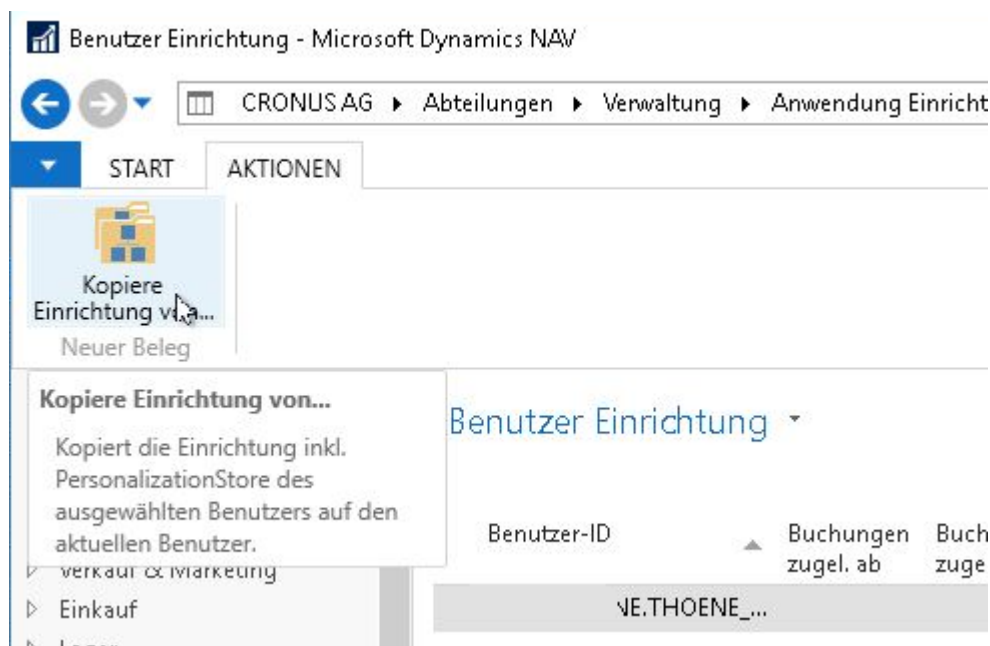 Benutzer Einrichtung - Microsoft Dynamics NAV
CRONUS AG ▸ Abteilungen ▸ Verwaltung ▸ Anwendung Einricht
START AKTIONEN
Kopiere
Einrichtung von...
Neuer Beleg
Kopiere Einrichtung von...
Kopiert die Einrichtung inkl.
PersonalizationStore des
ausgewählten Benutzers auf den
aktuellen Benutzer.
Verkauf & Marketing
Einkauf
Benutzer Einrichtung
Benutzer-ID Buchungen Buch
zugel. ab zuge
NE.THOENE_...